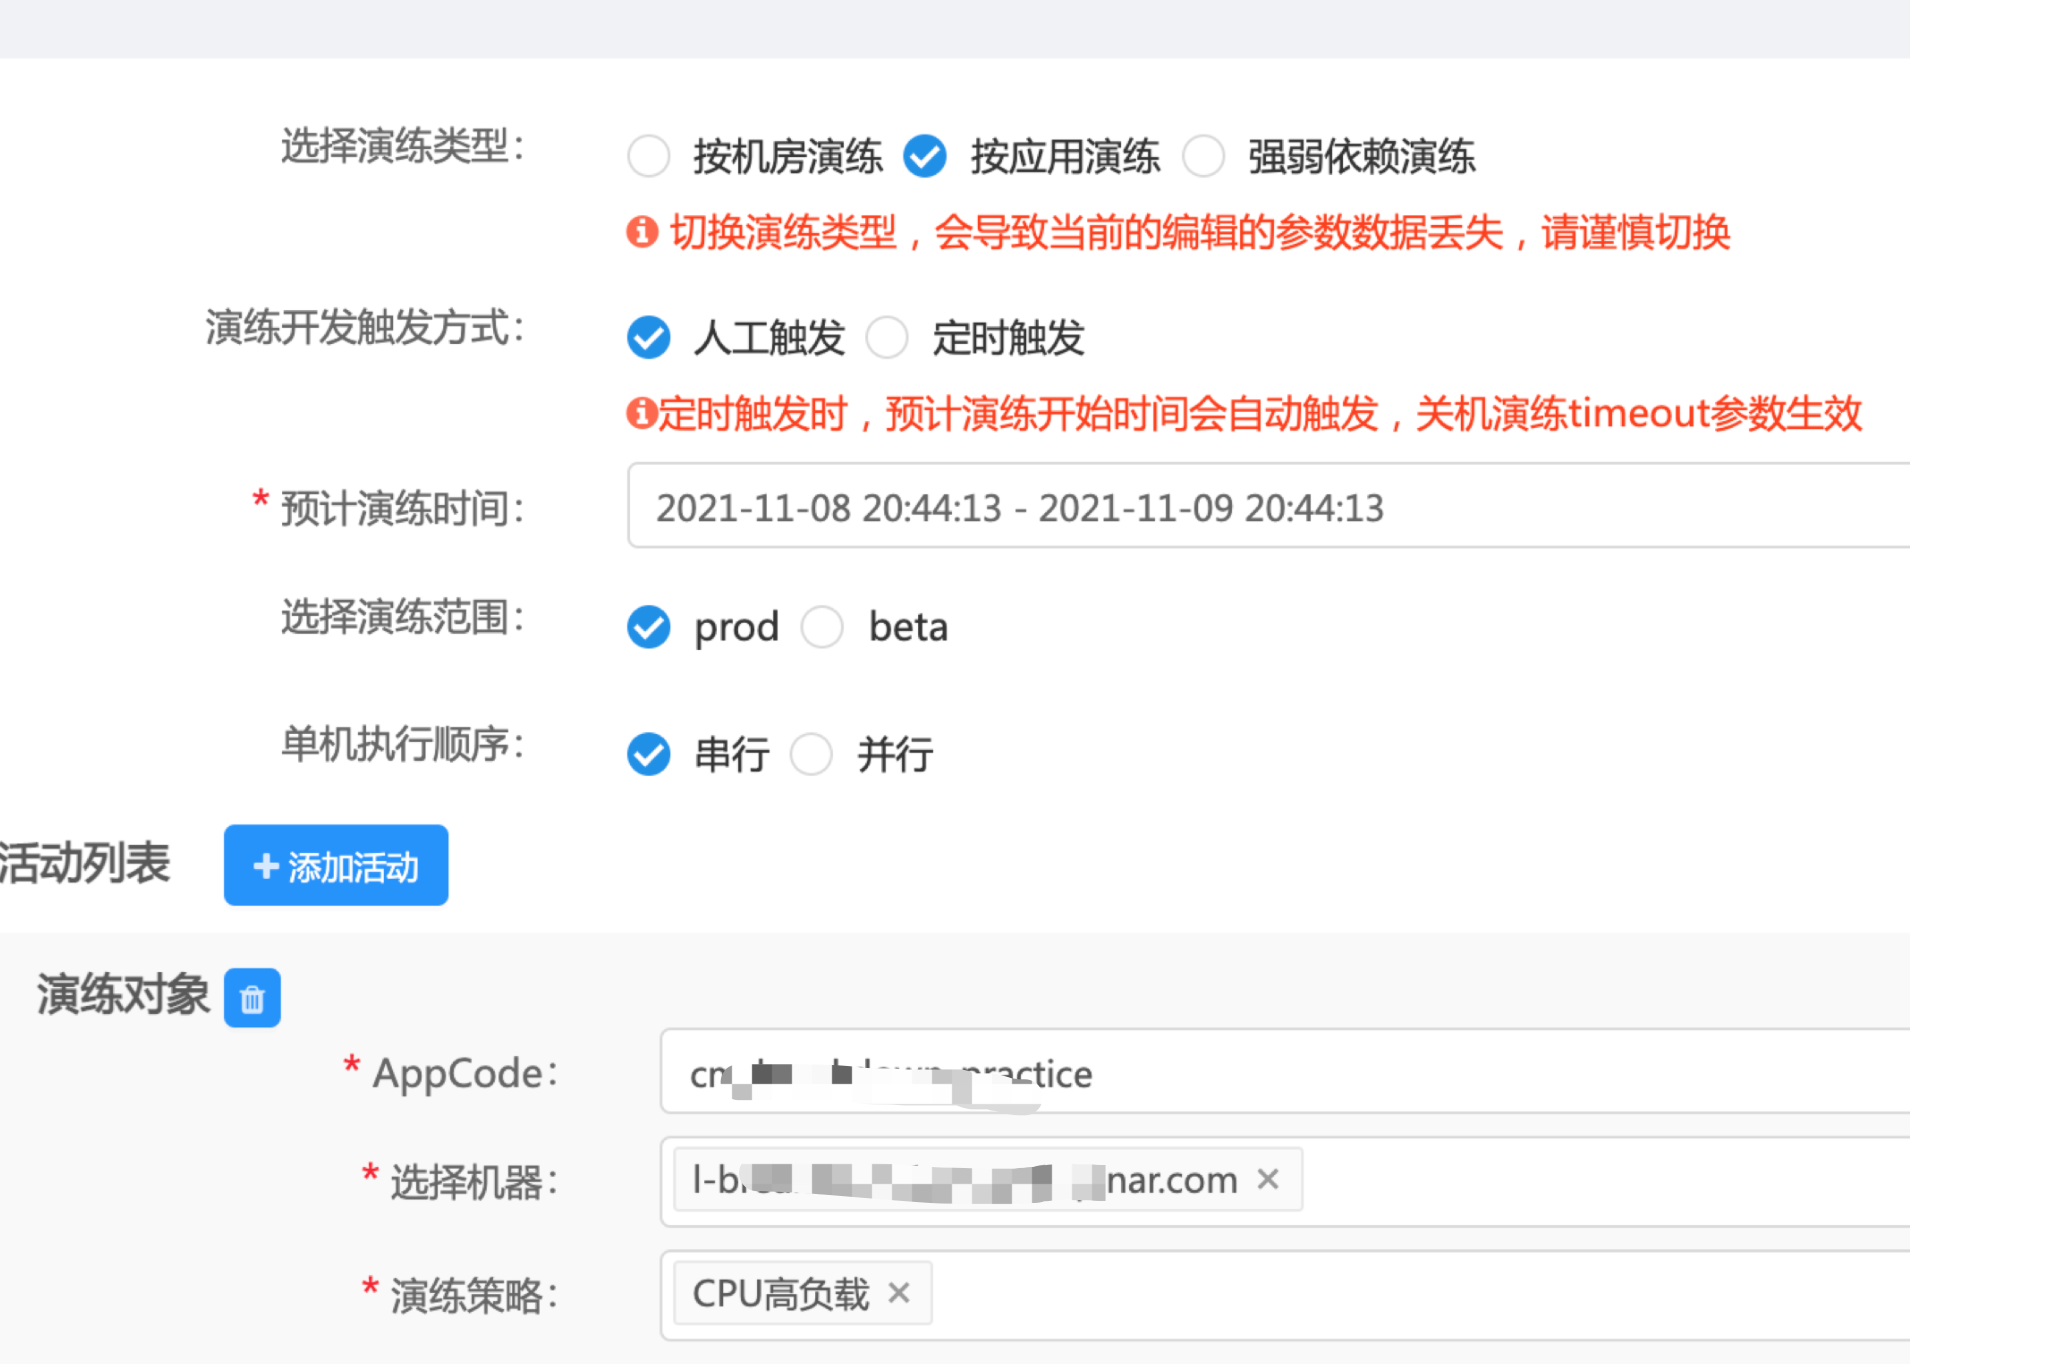 选择演练类型：
按机房演练 按应用演练 强弱依赖演练
切换演练类型，会导致当前的编辑的参数数据丢失，请谨慎切换
演练开发触发方式：
人工触发 定时触发
定时触发时，预计演练开始时间会自动触发，关机演练timeout参数生效
* 预计演练时间：
2021-11-08 20:44:13 - 2021-11-09 20:44:13
选择演练范围：
prod beta
单机执行顺序：
串行 并行
活动列表
+ 添加活动
演练对象
* AppCode：
* 选择机器：
nar.com ×
* 演练策略：
CPU高负载 ×